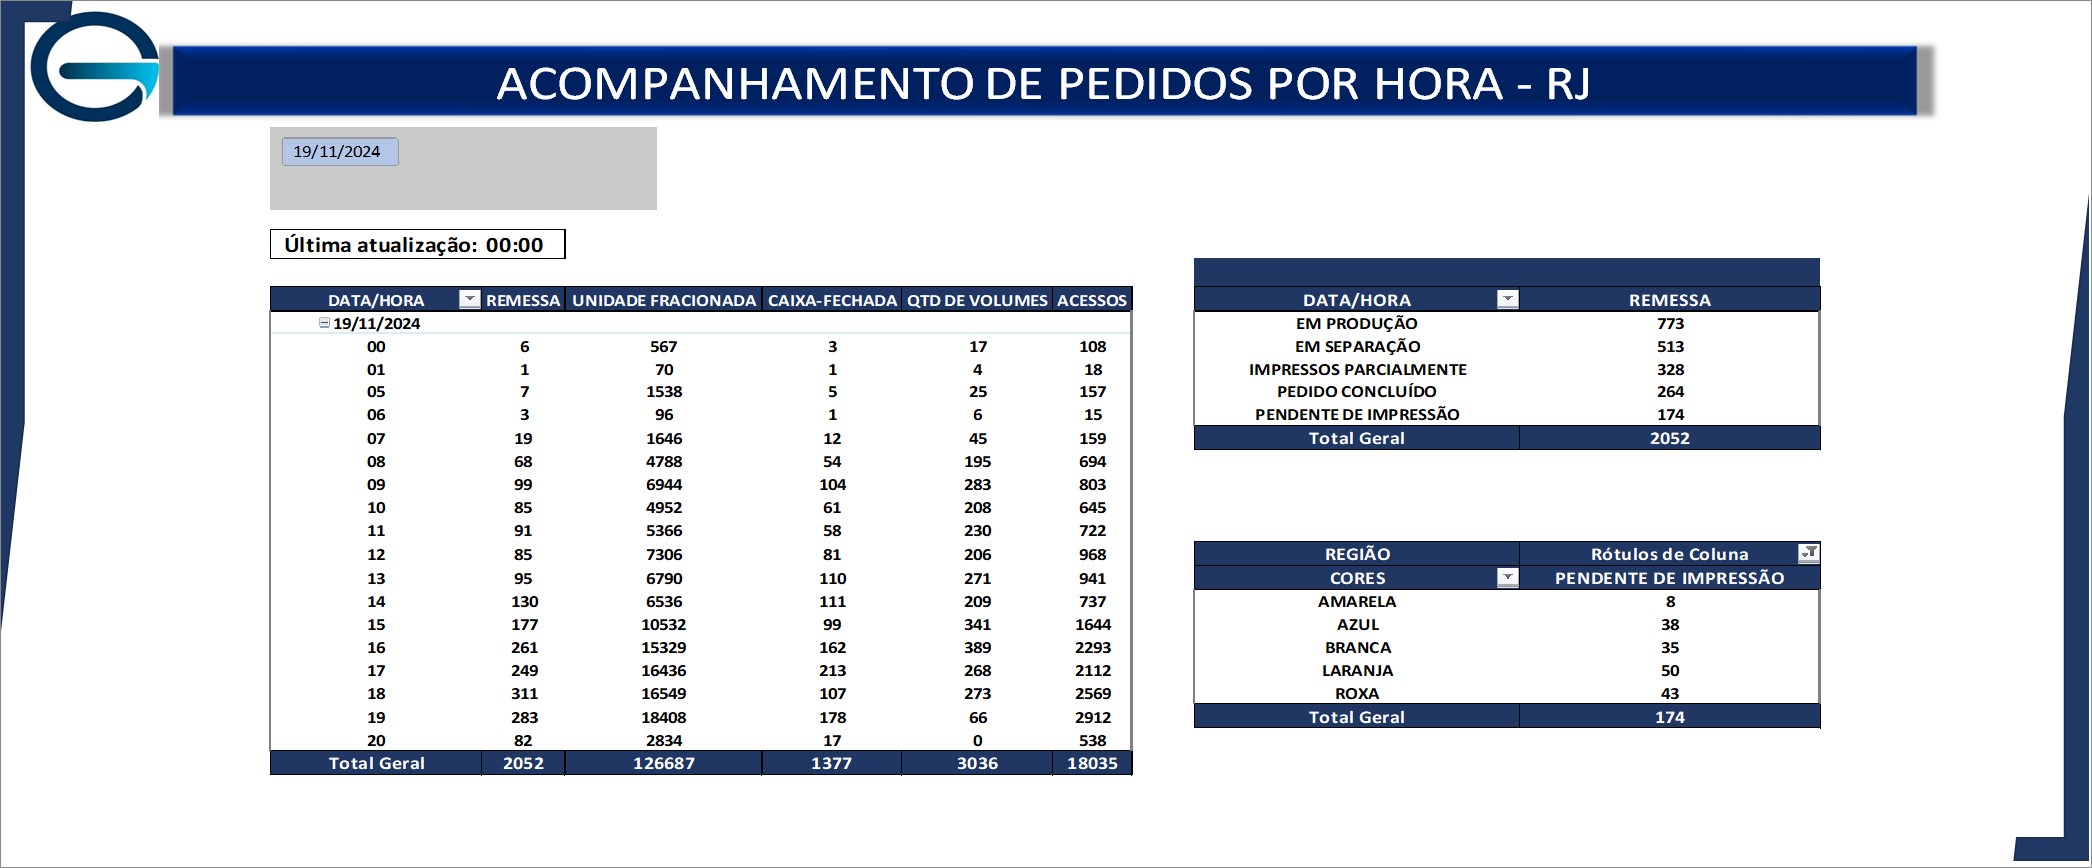 ACOMPANHAMENTO DE PEDIDOS POR HORA - RJ
19/11/2024
Última atualização: 00:00
DATA/HORA REMESSA UNIDADE FRACIONADA CAIXA-FECHADA QTD DE VOLUMES ACESSOS
19/11/2024
00 6 567 3 17 108
01 1 70 1 4 18
05 7 1538 5 25 157
06 3 96 1 6 15
07 19 1646 12 45 159
08 68 4788 54 195 694
09 99 6944 104 283 803
10 85 4952 61 208 645
11 91 5366 58 230 722
12 85 7306 81 206 968
13 95 6790 110 271 941
14 130 6536 111 209 737
15 177 10532 99 341 1644
16 261 15329 162 389 2293
17 249 16436 213 268 2112
18 311 16549 107 273 2569
19 283 18408 178 66 2912
20 82 2834 17 0 538
Total Geral 2052 126687 1377 3036 18035
DATA/HORA REMESSA
EM PRODUÇÃO 773
EM SEPARAÇÃO 513
IMPRESSOS PARCIALMENTE 328
PEDIDO CONCLUÍDO 264
PENDENTE DE IMPRESSÃO 174
Total Geral 2052
REGIÃO Rótulos de Coluna
CORES PENDENTE DE IMPRESSÃO
AMARELA 8
AZUL 38
BRANCA 35
LARANJA 50
ROXA 43
Total Geral 174